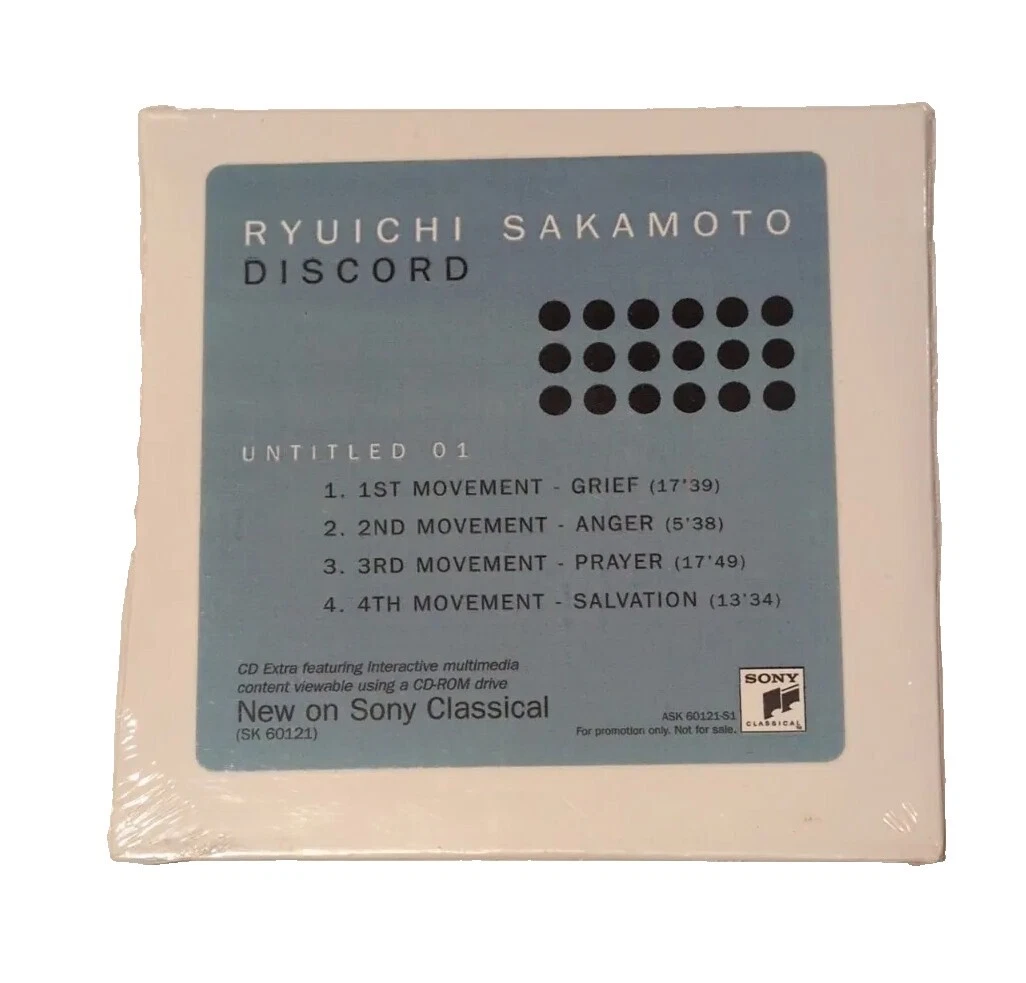 RYUICHI SAKAMOTO
DISCORD
UNTITLED 01
1. 1ST MOVEMENT - GRIEF (17'39)
2. 2ND MOVEMENT - ANGER (5'38)
3. 3RD MOVEMENT - PRAYER (17'49)
4. 4TH MOVEMENT - SALVATION (13'34)
CD Extra featuring interactive multimedia
content viewable using a CD-ROM drive
New on Sony Classical
(SK 60121)
ASK 60121-S1
For promotion only. Not for sale.
SONY
CLASSICAL